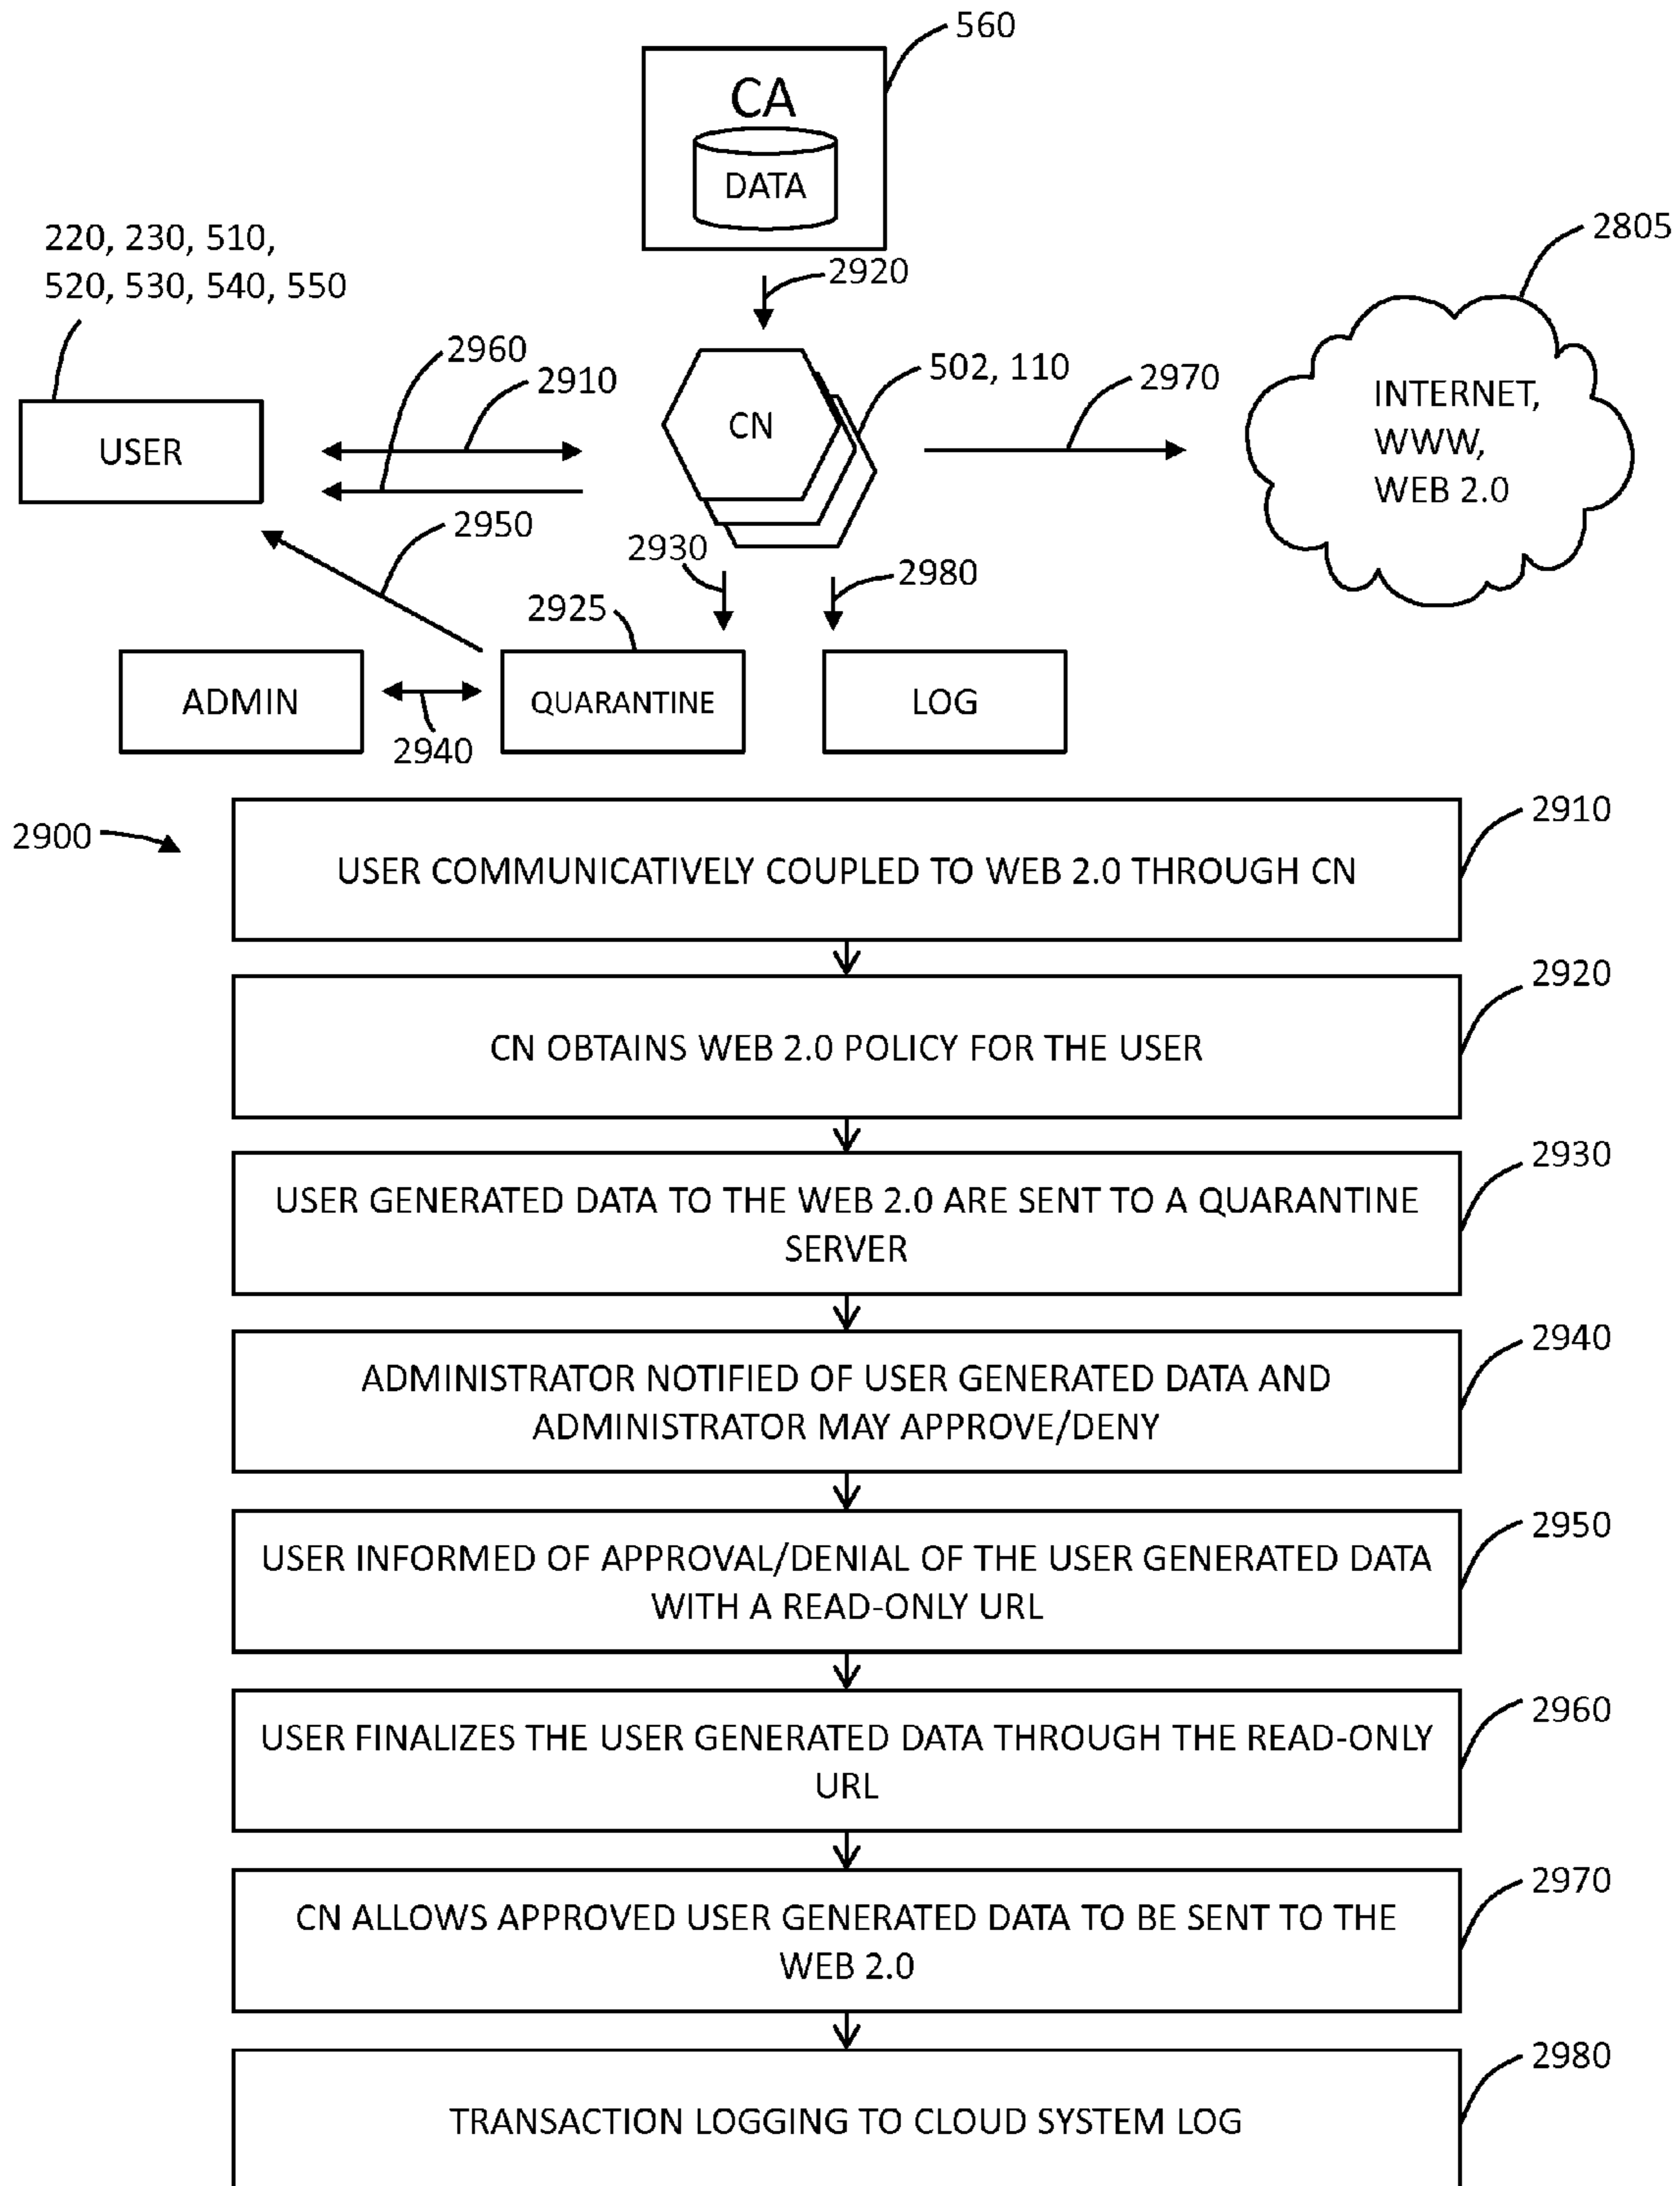 560
CA
DATA
220, 230, 510,
520, 530, 540, 550
2920
2805
2960
2910
502, 110
2970
USER
CN
INTERNET,
WWW,
WEB 2.0
2950
2930
2980
2925
ADMIN
QUARANTINE
LOG
2940
2900
2910
USER COMMUNICATIVELY COUPLED TO WEB 2.0 THROUGH CN
2920
CN OBTAINS WEB 2.0 POLICY FOR THE USER
2930
USER GENERATED DATA TO THE WEB 2.0 ARE SENT TO A QUARANTINE
SERVER
2940
ADMINISTRATOR NOTIFIED OF USER GENERATED DATA AND
ADMINISTRATOR MAY APPROVE/DENY
2950
USER INFORMED OF APPROVAL/DENIAL OF THE USER GENERATED DATA
WITH A READ-ONLY URL
2960
USER FINALIZES THE USER GENERATED DATA THROUGH THE READ-ONLY
URL
2970
CN ALLOWS APPROVED USER GENERATED DATA TO BE SENT TO THE
WEB 2.0
2980
TRANSACTION LOGGING TO CLOUD SYSTEM LOG